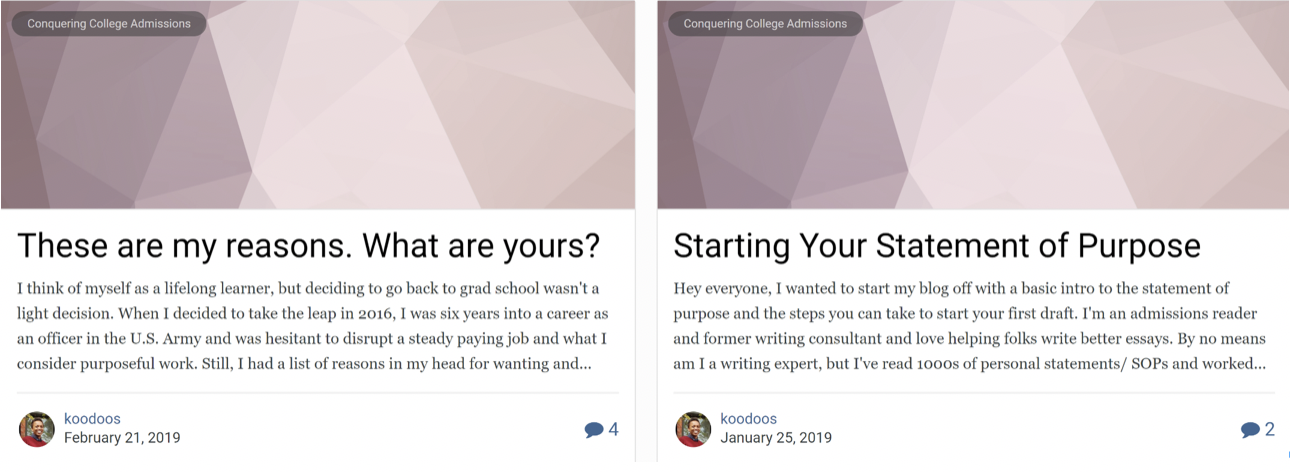 Conquering College Admissions
These are my reasons. What are yours?
I think of myself as a lifelong learner, but deciding to go back to grad school wasn't a
light decision. When I decided to take the leap in 2016, I was six years into a career as
an officer in the U.S. Army and was hesitant to disrupt a steady paying job and what I
consider purposeful work. Still, I had a list of reasons in my head for wanting and...
koodoos
February 21, 2019
4
Conquering College Admissions
Starting Your Statement of Purpose
Hey everyone, I wanted to start my blog off with a basic intro to the statement of
purpose and the steps you can take to start your first draft. I'm an admissions reader
and former writing consultant and love helping folks write better essays. By no means
am I a writing expert, but I've read 1000s of personal statements/ SOPs and worked...
koodoos
January 25, 2019
2